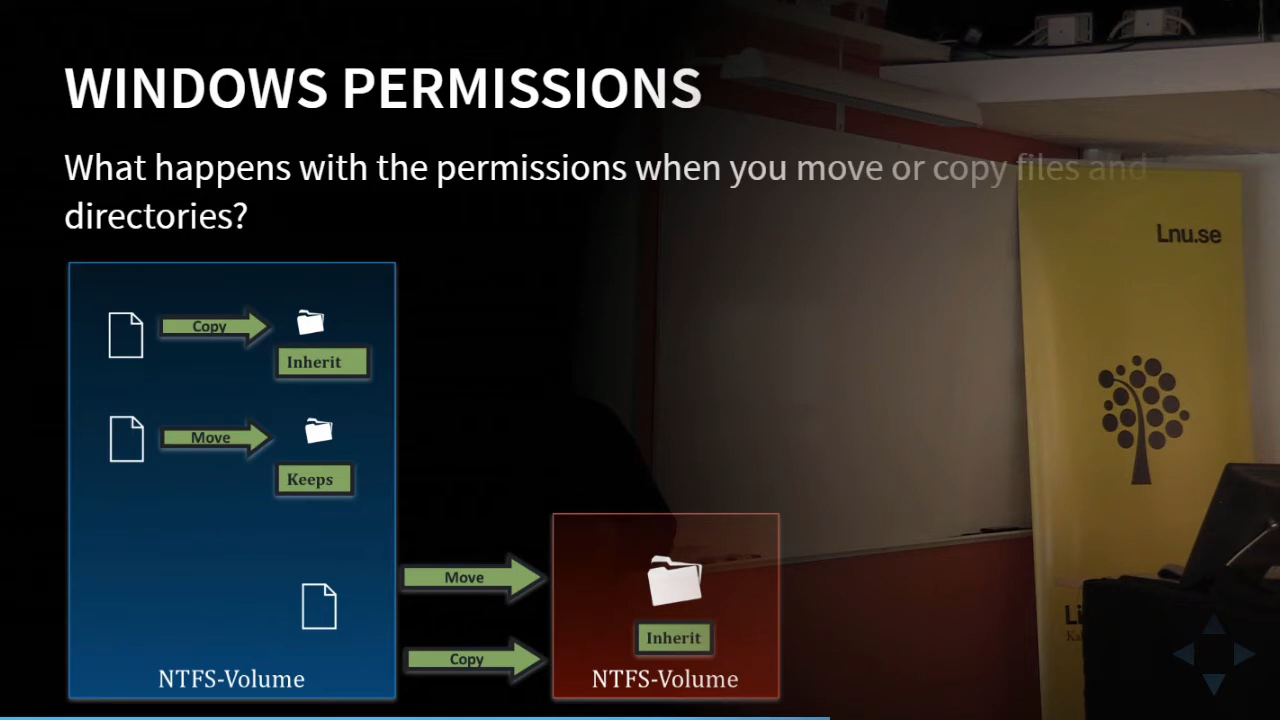 WINDOWS PERMISSIONS
What happens with the permissions when you move or copy files and
directories?
Lnu.se
Copy
Inherit
Move
Keeps
Move
Copy
Inherit
NTFS-Volume
NTFS-Volume